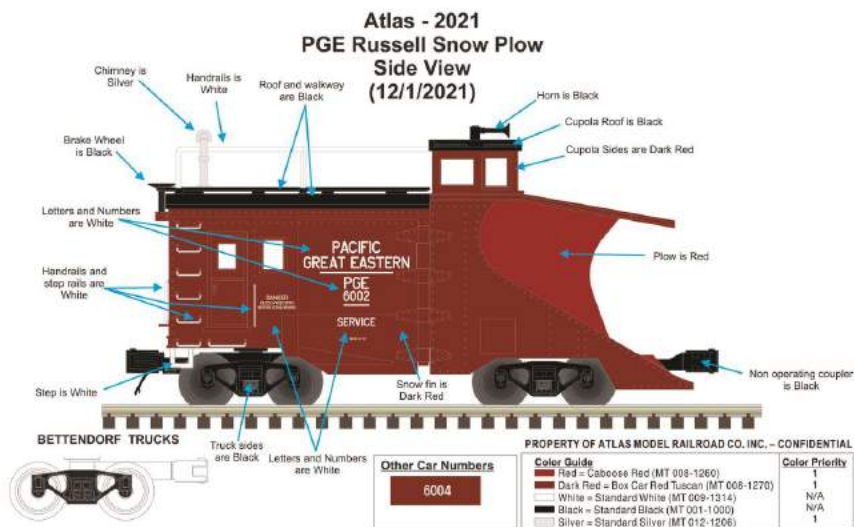 Atlas - 2021
PGE Russell Snow Plow
Side View
(12/1/2021)
Chimney is
Silver
Handrails is
White
Roof and walkway
are Black
Horn is Black
Cupola Roof is Black
Cupola Sides are Dark Red
Brake Wheel
is Black
Letters and Numbers
are White
Handrails and
step rails are
White
PACIFIC
GREAT EASTERN
PGE
6002
DANGER
SERVICE
Plow is Red
Step is White
Snow fin is
Dark Red
Non operating coupler
is Black
BETTENDORF TRUCKS
Truck sides
are Black
Letters and Numbers
are White
Other Car Numbers
6004
PROPERTY OF ATLAS MODEL RAILROAD CO. INC. – CONFIDENTIAL
Color Guide Color Priority
Red = Caboose Red (MT 008-1260) 1
Dark Red = Box Car Red Tuscan (MT 008-1270) 1
White = Standard White (MT 009-1314) N/A
Black = Standard Black (MT 001-1000) N/A
Silver = Standard Silver (MT 012-1206) 1